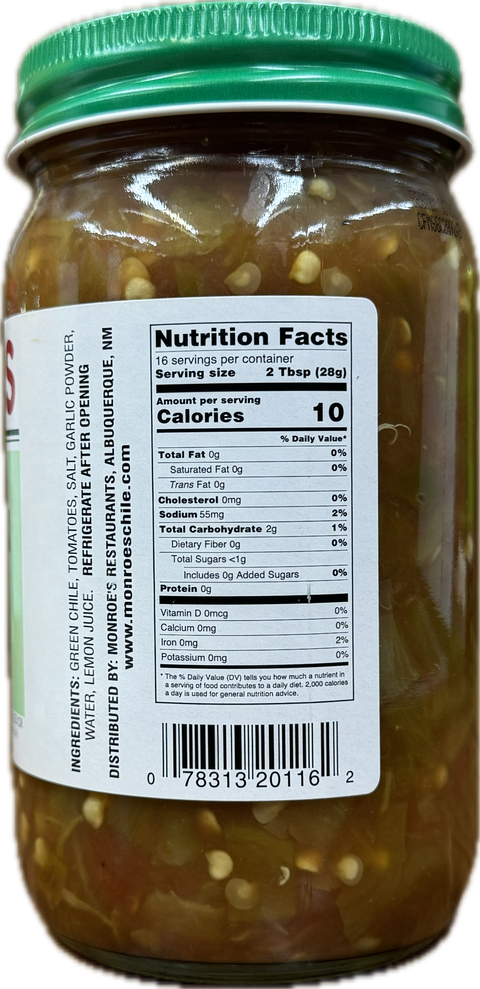 INGREDIENTS: GREEN CHILE, TOMATOES, SALT, GARLIC POWDER,
WATER, LEMON JUICE. REFRIGERATE AFTER OPENING
DISTRIBUTED BY: MONROE'S RESTAURANTS, ALBUQUERQUE, NM
www.monroeschile.com
Nutrition Facts
16 servings per container
Serving size 2 Tbsp (28g)
Amount per serving
Calories 10
% Daily Value*
Total Fat 0g 0%
Saturated Fat 0g 0%
Trans Fat 0g
Cholesterol 0mg 0%
Sodium 55mg 2%
Total Carbohydrate 2g 1%
Dietary Fiber 0g 0%
Total Sugars <1g
Includes 0g Added Sugars 0%
Protein 0g
Vitamin D 0mcg 0%
Calcium 0mg 0%
Iron 0mg 2%
Potassium 0mg 0%
* The % Daily Value (DV) tells you how much a nutrient in
a serving of food contributes to a daily diet. 2,000 calories
a day is used for general nutrition advice.
0 78313 20116 2